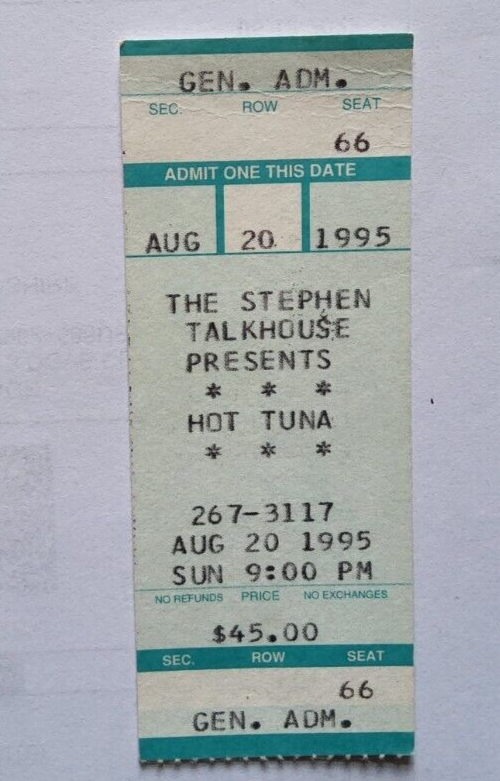 GEN. ADM.
SEC. ROW SEAT
66
ADMIT ONE THIS DATE
AUG 20 1995
THE STEPHEN
TALKHOUSE
PRESENTS
* * *
HOT TUNA
* * *
267-3117
AUG 20 1995
SUN 9:00 PM
NO REFUNDS PRICE NO EXCHANGES
$45.00
SEC. ROW SEAT
66
GEN. ADM.